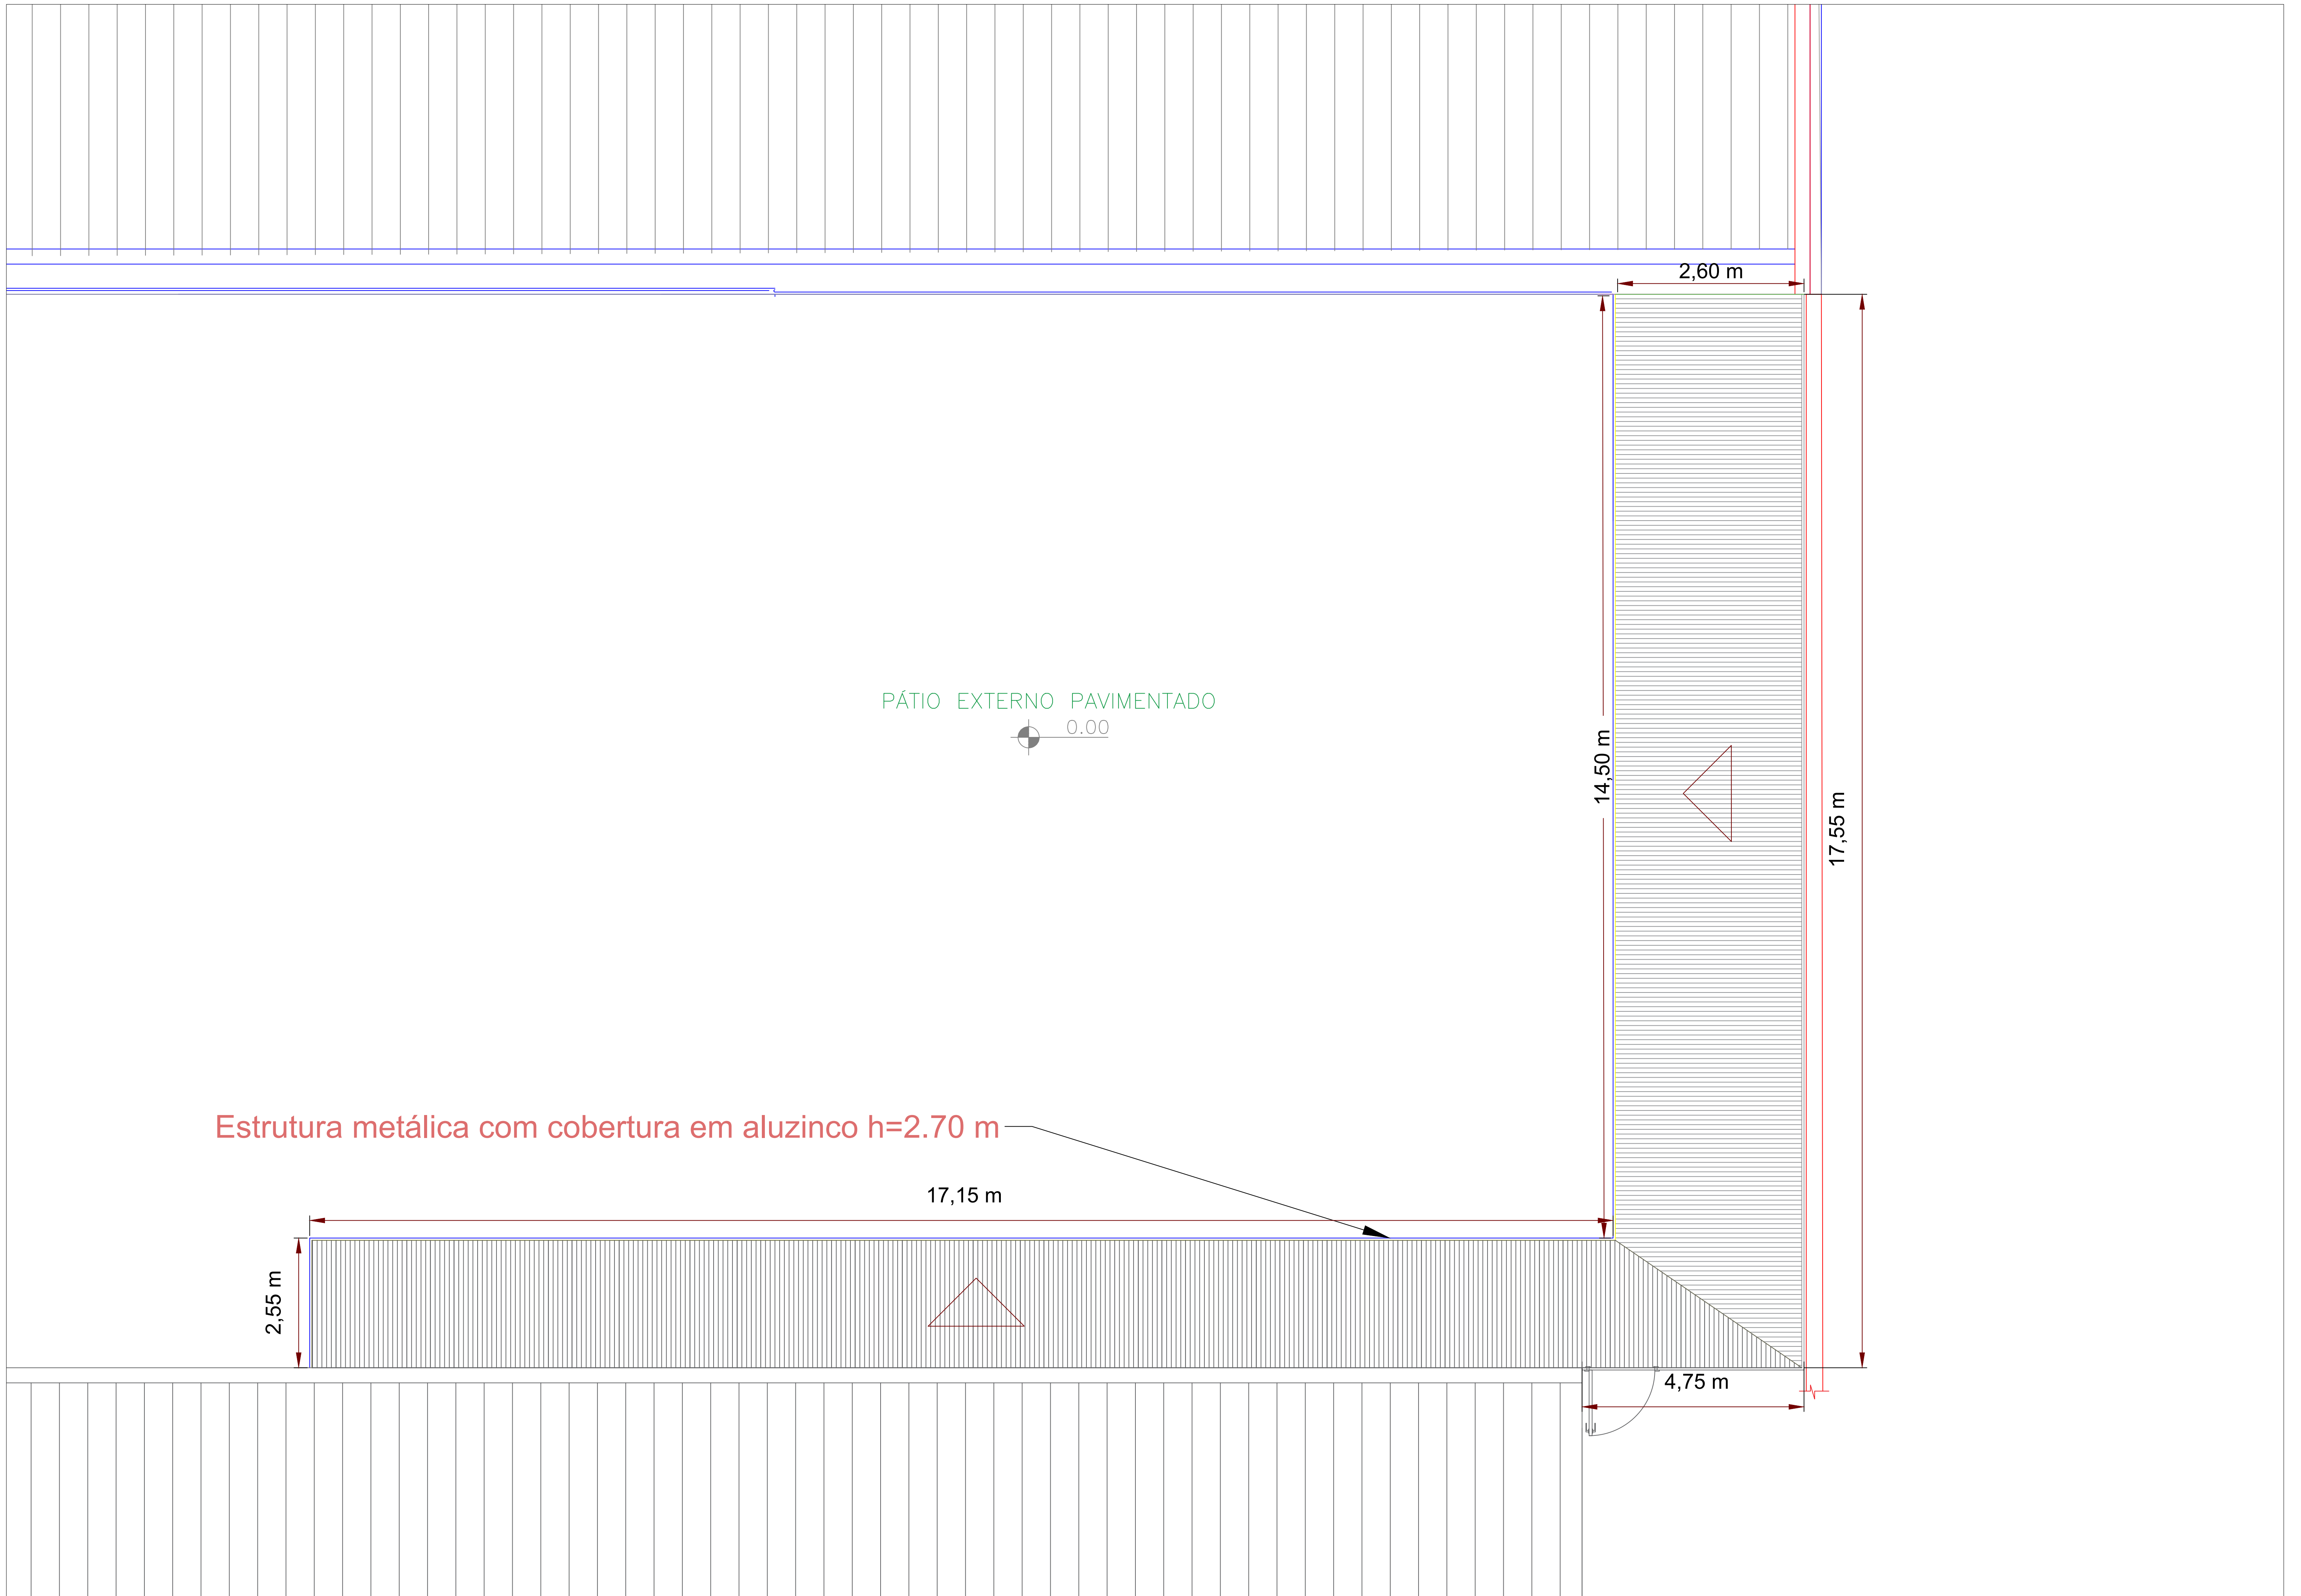 2,60 m
PÁTIO EXTERNO PAVIMENTADO
0.00
14,50 m
17,55 m
Estrutura metálica com cobertura em aluzinco h=2.70 m
17,15 m
2,55 m
4,75 m